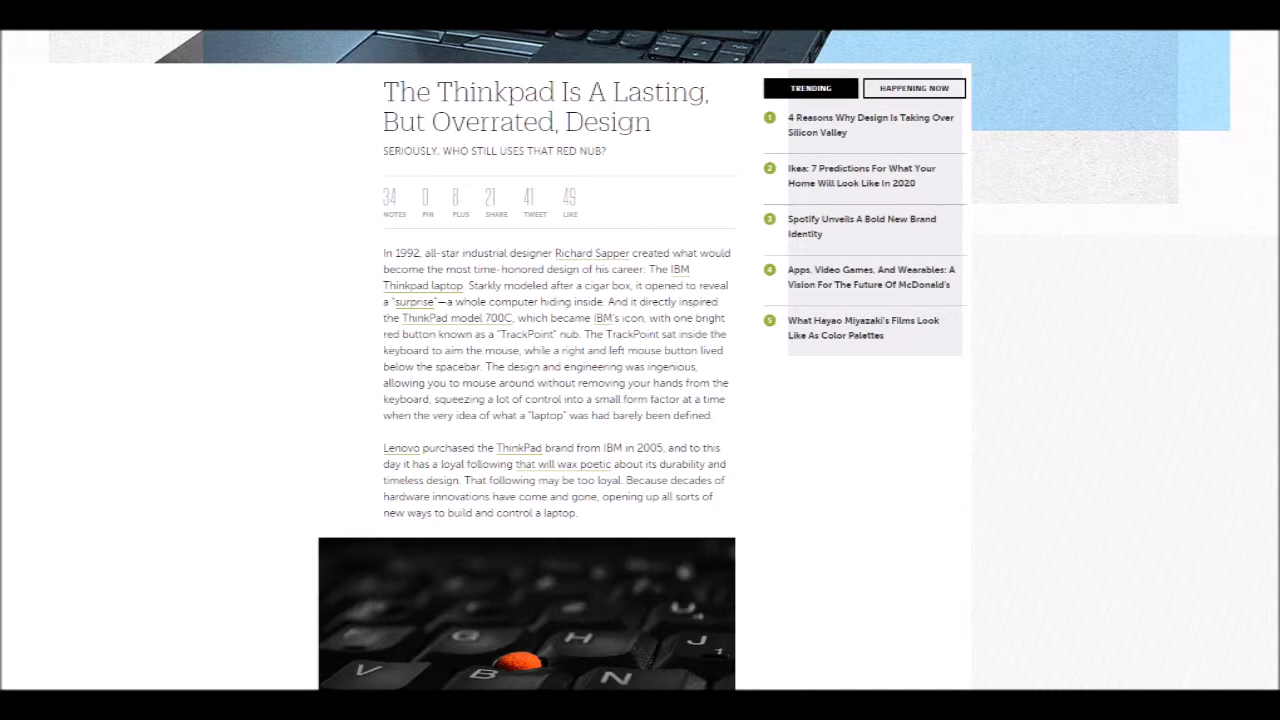 The Thinkpad Is A Lasting,
But Overrated, Design
SERIOUSLY, WHO STILL USES THAT RED NUB?
34 0 8 21 41 49
NOTES PIN PLUS SHARE TWEET LIKE
In 1992, all-star industrial designer Richard Sapper created what would
become the most time-honored design of his career. The IBM
Thinkpad laptop. Starkly modeled after a cigar box, it opened to reveal
a "surprise"—a whole computer hiding inside. And it directly inspired
the ThinkPad model 700C, which became IBM's icon, with one bright
red button known as a "TrackPoint" nub. The TrackPoint sat inside the
keyboard to aim the mouse, while a right and left mouse button lived
below the spacebar. The design and engineering was ingenious,
allowing you to mouse around without removing your hands from the
keyboard, squeezing a lot of control into a small form factor at a time
when the very idea of what a "laptop" was had barely been defined.
Lenovo purchased the ThinkPad brand from IBM in 2005, and to this
day it has a loyal following that will wax poetic about its durability and
timeless design. That following may be too loyal. Because decades of
hardware innovations have come and gone, opening up all sorts of
new ways to build and control a laptop.
U
G H J
V B N
TRENDING HAPPENING NOW
1 4 Reasons Why Design Is Taking Over
Silicon Valley
2 Ikea: 7 Predictions For What Your
Home Will Look Like In 2020
3 Spotify Unveils A Bold New Brand
Identity
4 Apps, Video Games, And Wearables: A
Vision For The Future Of McDonald's
5 What Hayao Miyazaki's Films Look
Like As Color Palettes